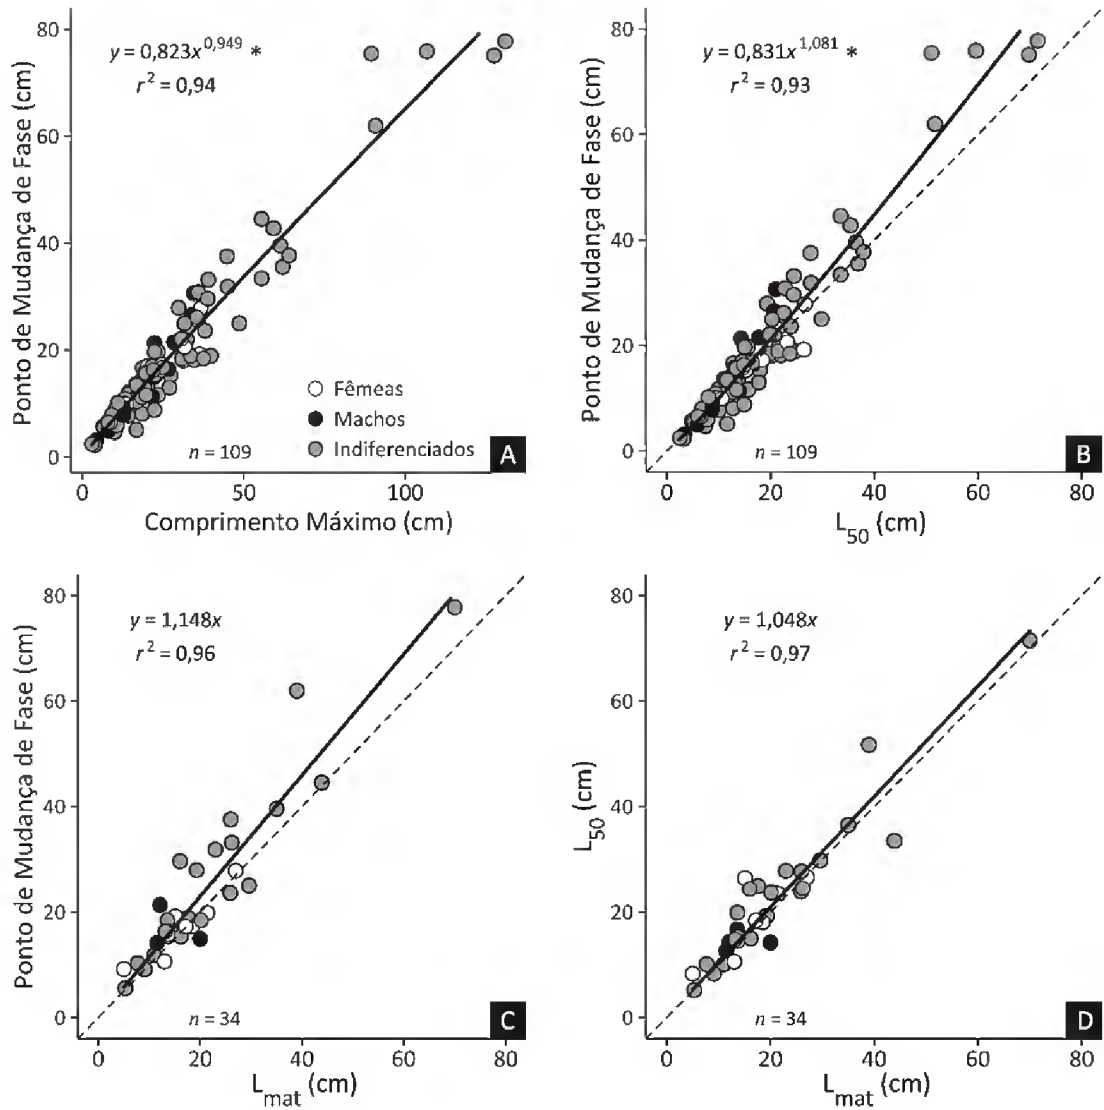 y = 0,823x^0,949 *
r² = 0,94
Ponto de Mudança de Fase (cm)
80
60
40
20
0
Fêmeas
Machos
Indiferenciados
n = 109
A
0 50 100
Comprimento Máximo (cm)
y = 0,831x^1,081 *
r² = 0,93
Ponto de Mudança de Fase (cm)
80
60
40
20
0
n = 109
B
0 20 40 60 80
L50 (cm)
y = 1,148x
r² = 0,96
Ponto de Mudança de Fase (cm)
80
60
40
20
0
n = 34
C
0 20 40 60 80
Lmat (cm)
y = 1,048x
r² = 0,97
L50 (cm)
80
60
40
20
0
n = 34
D
0 20 40 60 80
Lmat (cm)